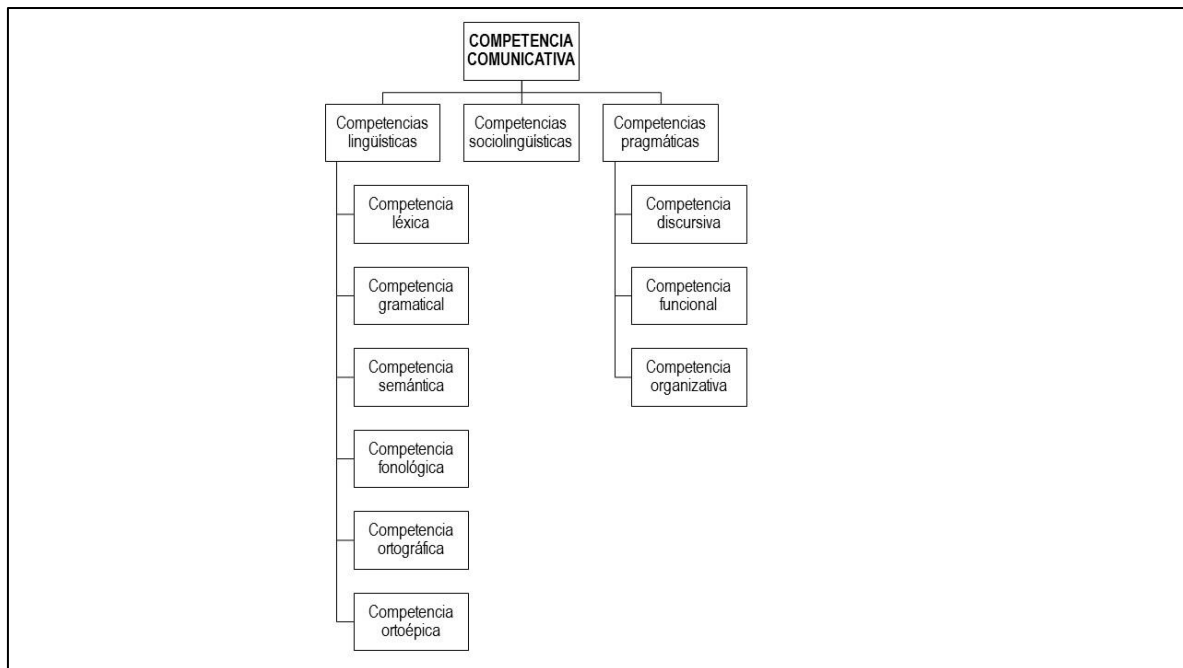 COMPETENCIA
COMUNICATIVA
Competencias
lingüísticas
Competencias
sociolingüísticas
Competencias
pragmáticas
Competencia
léxica
Competencia
gramatical
Competencia
semántica
Competencia
fonológica
Competencia
ortográfica
Competencia
ortoépica
Competencia
discursiva
Competencia
funcional
Competencia
organizativa